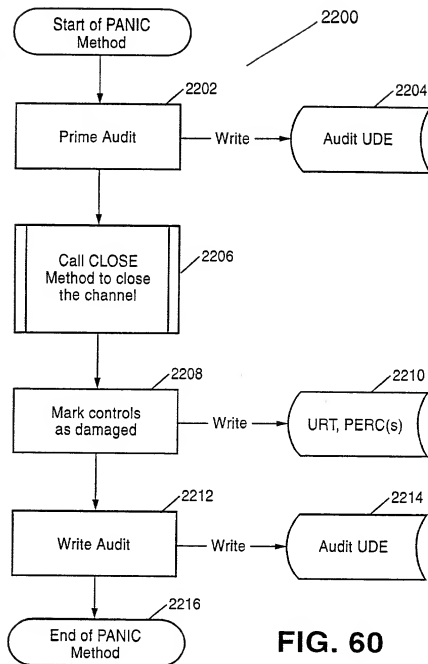 Start of PANIC
Method
2200
2202
Prime Audit
Write
2204
Audit UDE
2206
Call CLOSE
Method to close
the channel
2208
Mark controls
as damaged
Write
2210
URT, PERC(s)
2212
Write Audit
Write
2214
Audit UDE
2216
End of PANIC
Method
FIG. 60